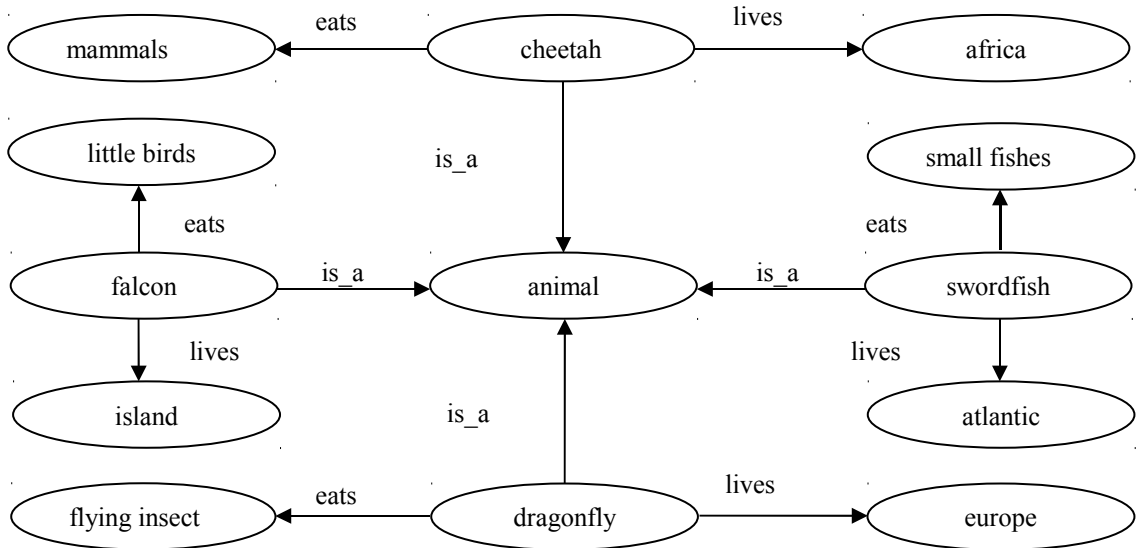 eats
lives
mammals
cheetah
africa
little birds
is_a
small fishes
eats
eats
falcon
is_a
animal
is_a
swordfish
lives
lives
island
is_a
atlantic
eats
lives
flying insect
dragonfly
europe